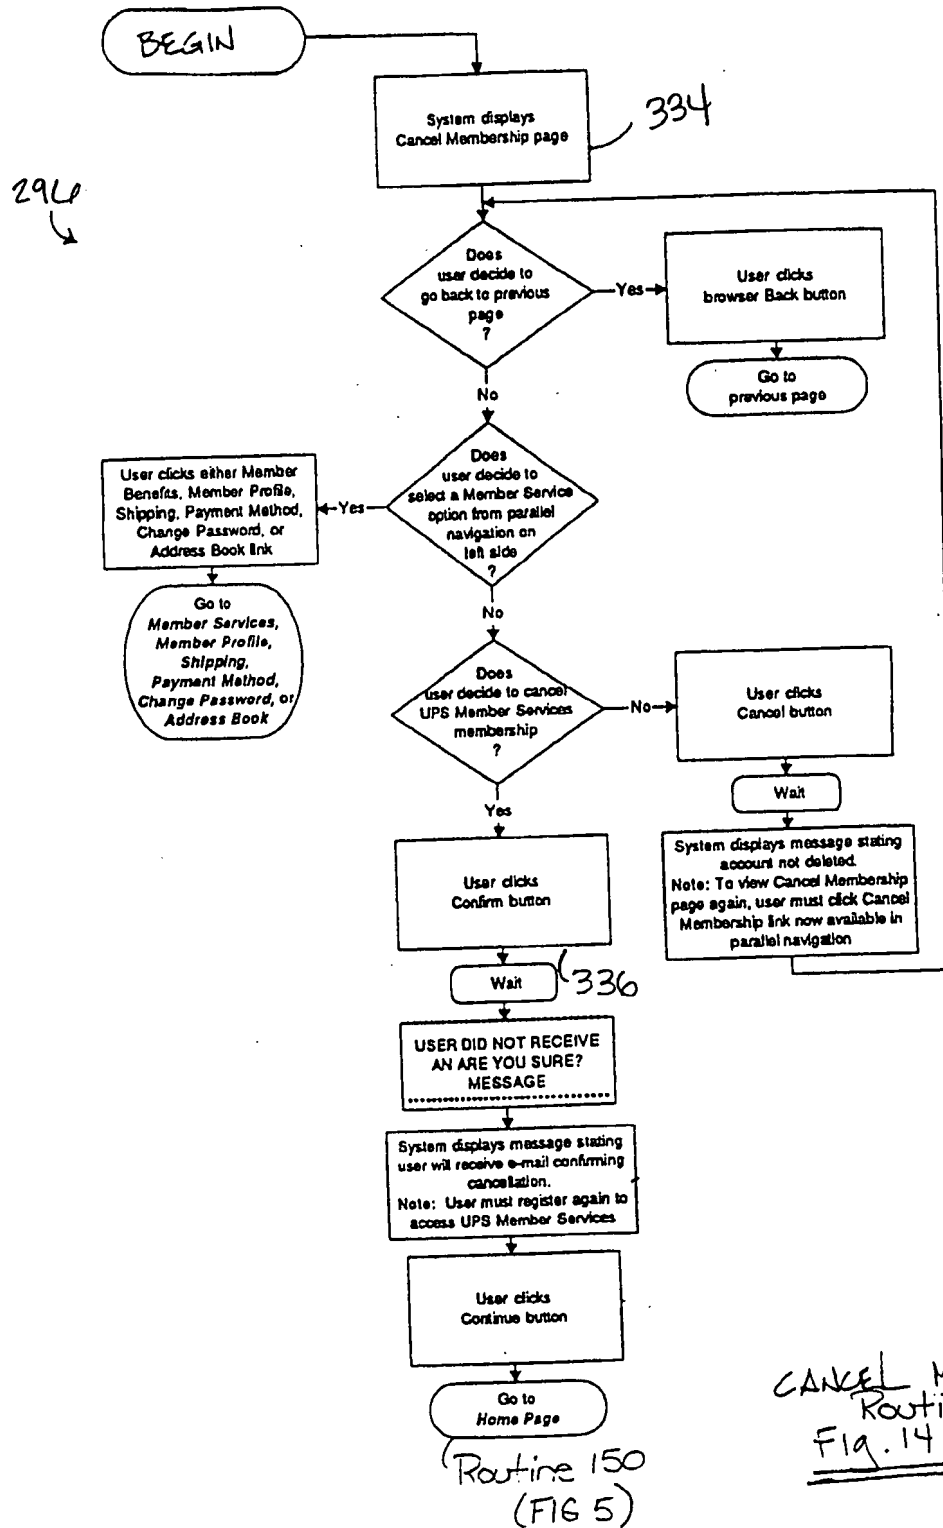 BEGIN
System displays
Cancel Membership page
334
294
Does
user decide to
go back to previous
page
?
Yes
User clicks
browser Back button
Go to
previous page
No
Does
user decide to
select a Member Service
option from parallel
navigation on
left side
?
Yes
User clicks either Member
Benefits, Member Profile,
Shipping, Payment Method,
Change Password, or
Address Book link
Go to
Member Services,
Member Profile,
Shipping,
Payment Method,
Change Password, or
Address Book
No
Does
user decide to cancel
UPS Member Services
membership
?
No
User clicks
Cancel button
Wait
System displays message stating
account not deleted.
Note: To view Cancel Membership
page again, user must click Cancel
Membership link now available in
parallel navigation
Yes
User clicks
Confirm button
Wait
336
USER DID NOT RECEIVE
AN ARE YOU SURE?
MESSAGE
System displays message stating
user will receive e-mail confirming
cancellation.
Note: User must register again to
access UPS Member Services
User clicks
Continue button
Go to
Home Page
Routine 150
(FIG 5)
CANCEL
Fig. 14